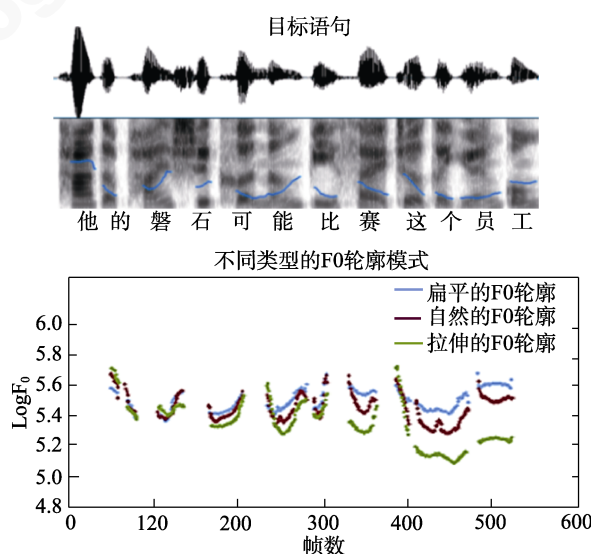 目标语句
他 的 磐 石 可 能 比 赛 这 个 员 工
不同类型的F0轮廓模式
扁平的F0轮廓
自然的F0轮廓
拉伸的F0轮廓
LogF₀
6.0
5.8
5.6
5.4
5.2
5.0
4.8
0 120 200 300 400 500 600
帧数